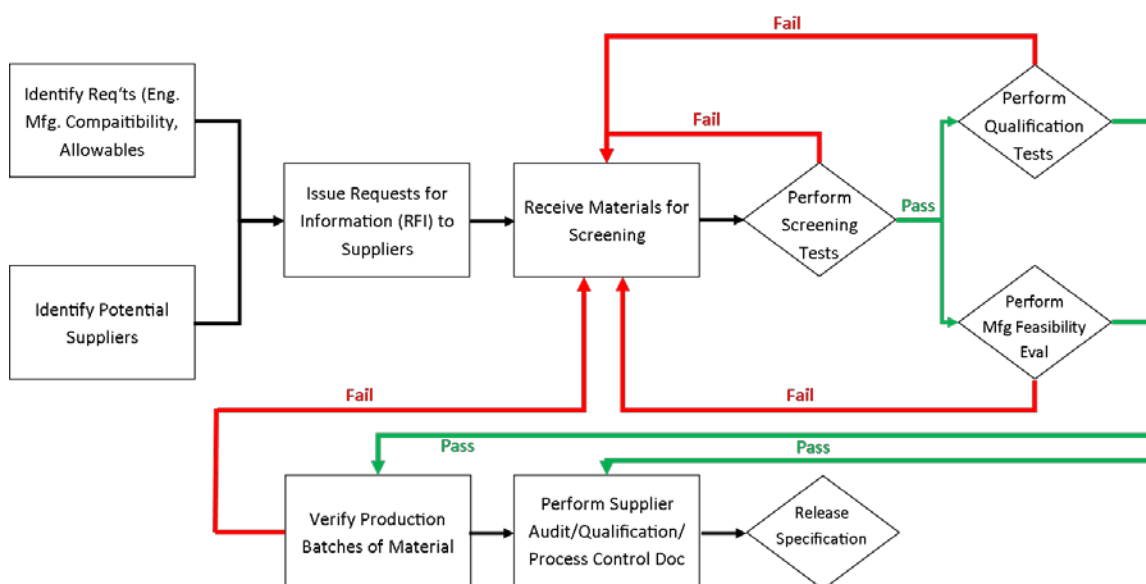 Fail
Identify Req‘ts (Eng.
Mfg. Compaitibility,
Allowables
Perform
Qualification
Tests
Fail
Issue Requests for
Information (RFI) to
Suppliers
Receive Materials for
Screening
Perform
Screening
Tests
Pass
Identify Potential
Suppliers
Perform
Mfg Feasibility
Eval
Fail
Fail
Pass
Pass
Verify Production
Batches of Material
Perform Supplier
Audit/Qualification/
Process Control Doc
Release
Specification